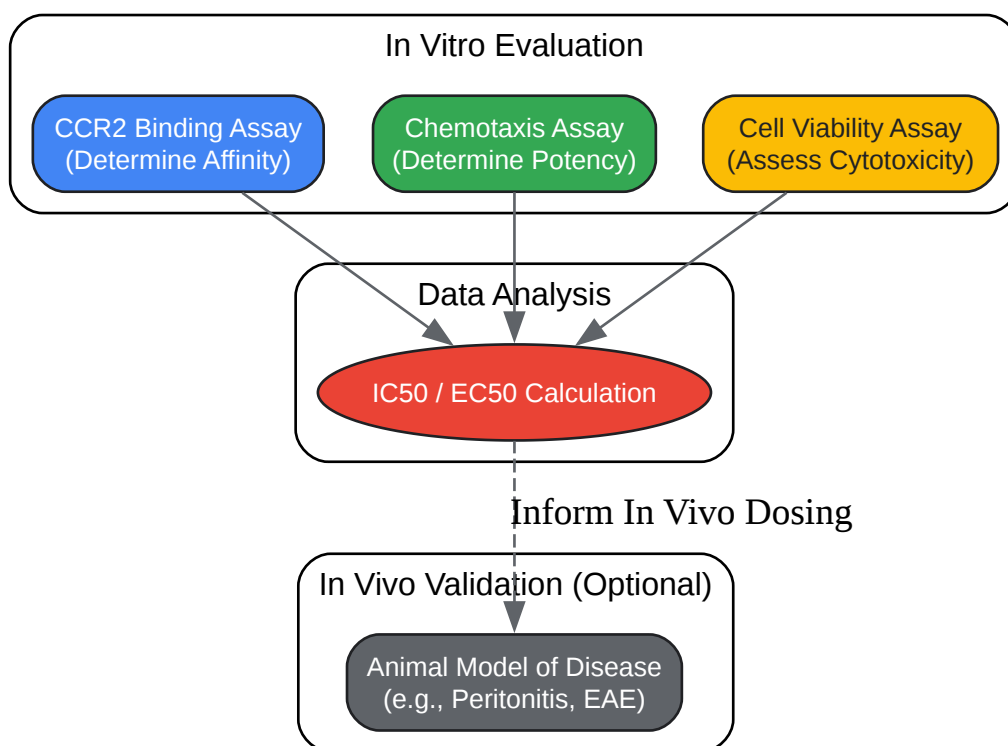 In Vitro Evaluation
CCR2 Binding Assay
(Determine Affinity)
Chemotaxis Assay
(Determine Potency)
Cell Viability Assay
(Assess Cytotoxicity)
Data Analysis
IC50 / EC50 Calculation
Inform In Vivo Dosing
In Vivo Validation (Optional)
Animal Model of Disease
(e.g., Peritonitis, EAE)